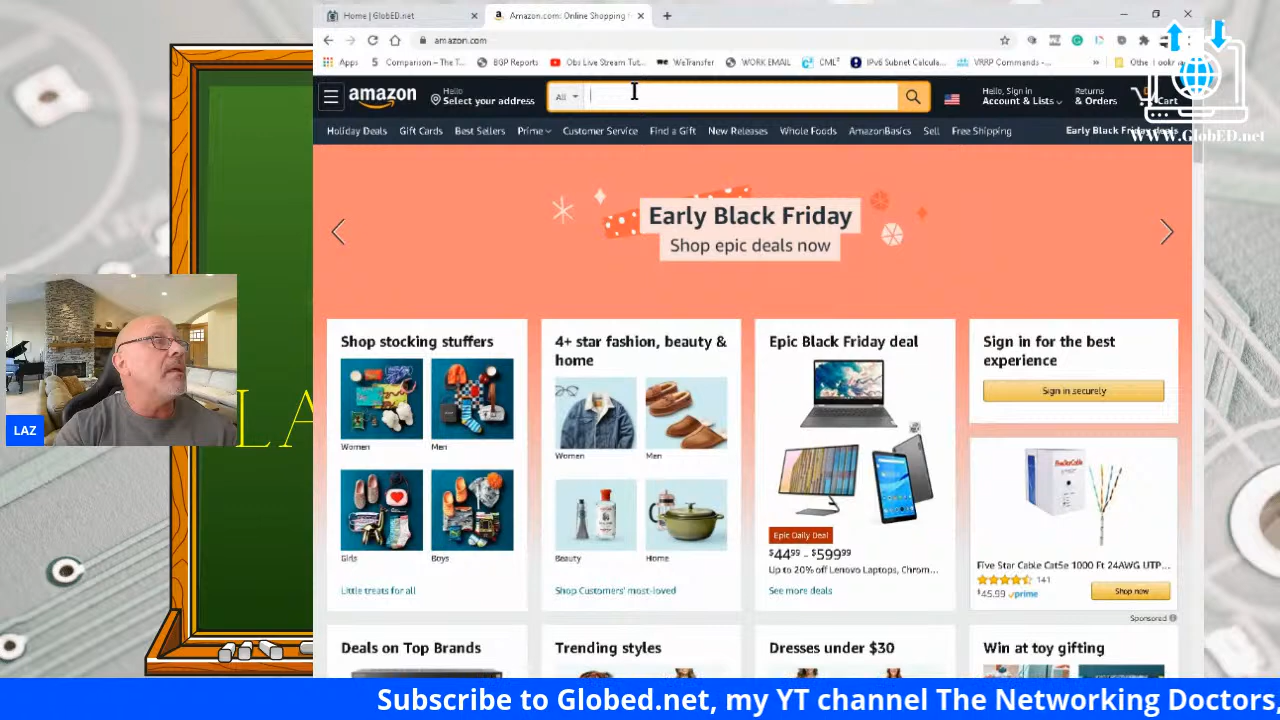 Home | GlobED.net
Amazon.com: Online Shopping
amazon.com
Apps
Comparison – The T...
BGP Reports
Obs Live Stream Tut...
WeTransfer
WORK EMAIL
CML²
IPv6 Subnet Calcula...
VRRP Commands –...
»
WWW.GlobED.net
amazon
Hello
Select your address
All
Hello, Sign in
Account & Lists
Returns
& Orders
Cart
Holiday Deals
Gift Cards
Best Sellers
Prime
Customer Service
Find a Gift
New Releases
Whole Foods
AmazonBasics
Sell
Free Shipping
Early Black Friday deals
Early Black Friday
Shop epic deals now
Shop stocking stuffers
Women
Men
Girls
Boys
Little treats for all
4+ star fashion, beauty &
home
Women
Men
Beauty
Home
Shop Customers' most-loved
Epic Black Friday deal
Epic Daily Deal
$44⁹⁹ - $599⁹⁹
Up to 20% off Lenovo Laptops, Chrom...
See more deals
Sign in for the best
experience
Sign in securely
Five Star Cable Cat5e 1000 Ft 24AWG UTP...
141
$45.99 prime
Shop now
Sponsored
Deals on Top Brands
Trending styles
Dresses under $30
Win at toy gifting
LA
LAZ
Subscribe to Globed.net, my YT channel The Networking Doctors,